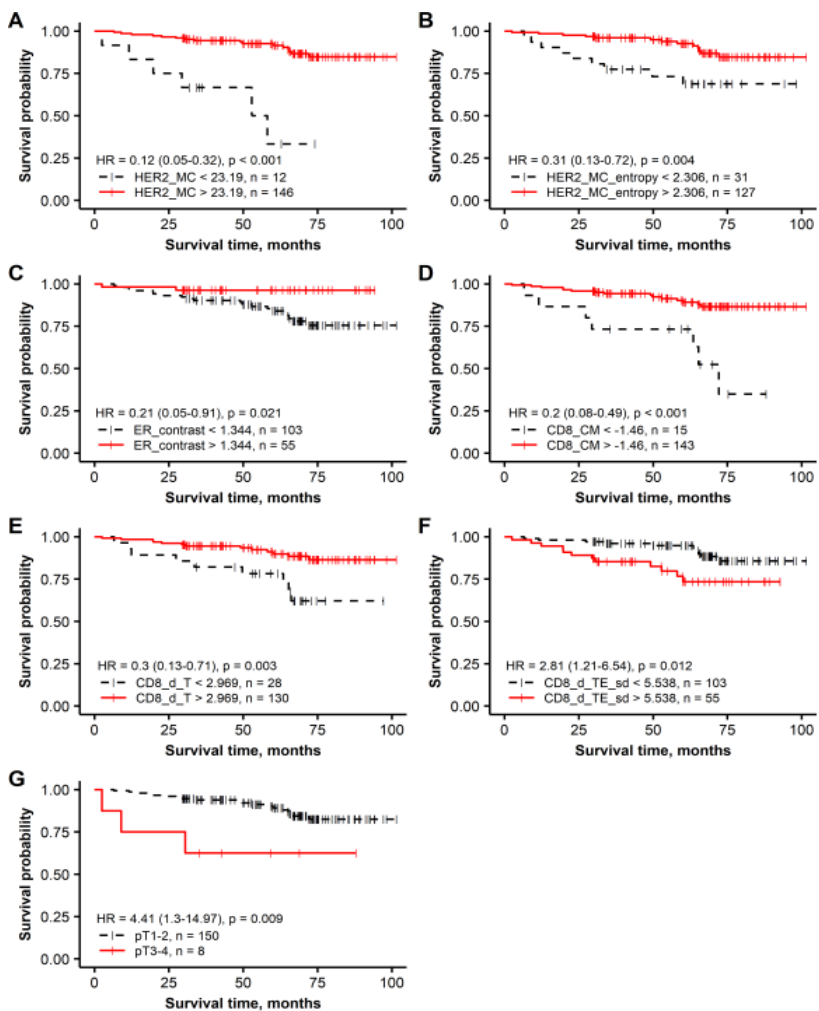 A
Survival probability
1.00
0.75
0.50
0.25
0.00
HR = 0.12 (0.05-0.32), p < 0.001
HER2_MC < 23.19, n = 12
HER2_MC > 23.19, n = 146
0 25 50 75 100
Survival time, months
B
Survival probability
1.00
0.75
0.50
0.25
0.00
HR = 0.31 (0.13-0.72), p = 0.004
HER2_MC_entropy < 2.306, n = 31
HER2_MC_entropy > 2.306, n = 127
0 25 50 75 100
Survival time, months
C
Survival probability
1.00
0.75
0.50
0.25
0.00
HR = 0.21 (0.05-0.91), p = 0.021
ER_contrast < 1.344, n = 103
ER_contrast > 1.344, n = 55
0 25 50 75 100
Survival time, months
D
Survival probability
1.00
0.75
0.50
0.25
0.00
HR = 0.2 (0.08-0.49), p < 0.001
CD8_CM < -1.46, n = 15
CD8_CM > -1.46, n = 143
0 25 50 75 100
Survival time, months
E
Survival probability
1.00
0.75
0.50
0.25
0.00
HR = 0.3 (0.13-0.71), p = 0.003
CD8_d_T < 2.969, n = 28
CD8_d_T > 2.969, n = 130
0 25 50 75 100
Survival time, months
F
Survival probability
1.00
0.75
0.50
0.25
0.00
HR = 2.81 (1.21-6.54), p = 0.012
CD8_d_TE_sd < 5.538, n = 103
CD8_d_TE_sd > 5.538, n = 55
0 25 50 75 100
Survival time, months
G
Survival probability
1.00
0.75
0.50
0.25
0.00
HR = 4.41 (1.3-14.97), p = 0.009
pT1-2, n = 150
pT3-4, n = 8
0 25 50 75 100
Survival time, months